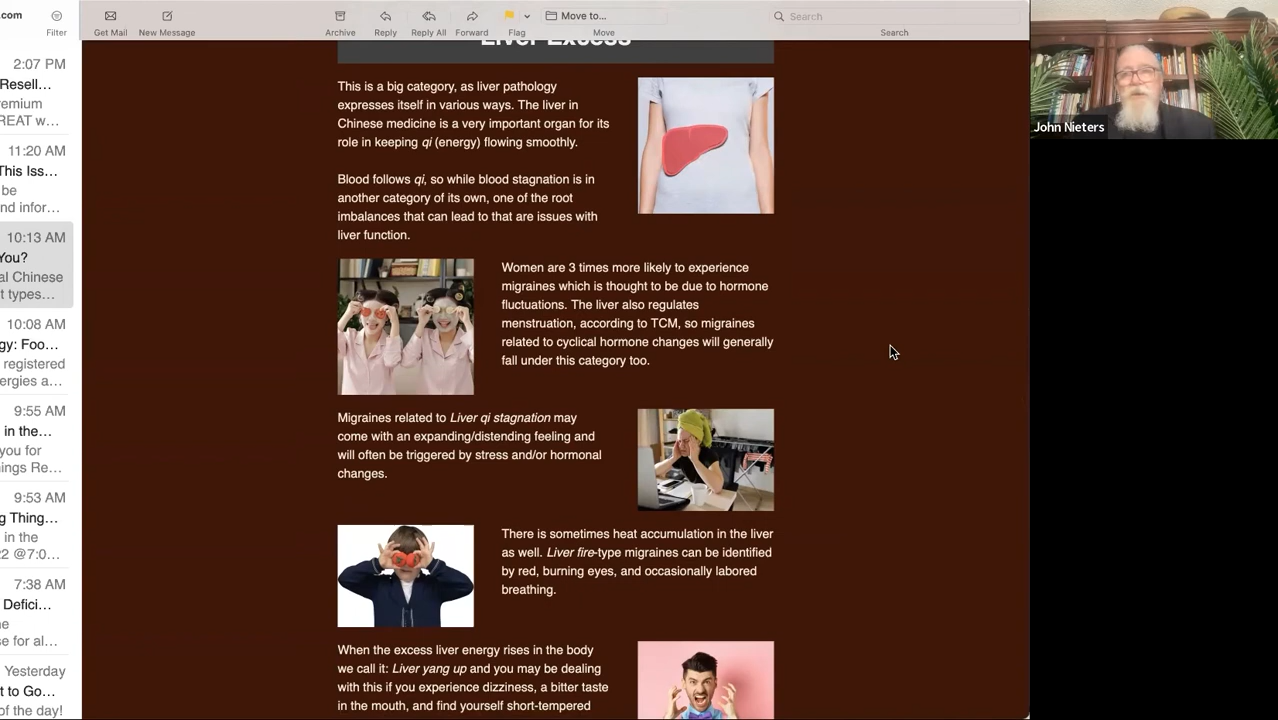 .com
Filter
Get Mail
New Message
Archive
Reply
Reply All
Forward
Flag
Move to...
Move
Search
Search
2:07 PM
Resell...
remium
REAT w...
11:20 AM
This Iss...
be
nd infor...
10:13 AM
You?
al Chinese
t types...
10:08 AM
gy: Foo...
registered
ergies a...
9:55 AM
in the...
you for
nings Re...
9:53 AM
g Thing...
in the
22 @7:0...
7:38 AM
Defici...
ne
se for al...
Yesterday
t to Go...
of the day!
Liver Excess
This is a big category, as liver pathology
expresses itself in various ways. The liver in
Chinese medicine is a very important organ for its
role in keeping qi (energy) flowing smoothly.
Blood follows qi, so while blood stagnation is in
another category of its own, one of the root
imbalances that can lead to that are issues with
liver function.
Women are 3 times more likely to experience
migraines which is thought to be due to hormone
fluctuations. The liver also regulates
menstruation, according to TCM, so migraines
related to cyclical hormone changes will generally
fall under this category too.
Migraines related to Liver qi stagnation may
come with an expanding/distending feeling and
will often be triggered by stress and/or hormonal
changes.
There is sometimes heat accumulation in the liver
as well. Liver fire-type migraines can be identified
by red, burning eyes, and occasionally labored
breathing.
When the excess liver energy rises in the body
we call it: Liver yang up and you may be dealing
with this if you experience dizziness, a bitter taste
in the mouth, and find yourself short-tempered
John Nieters